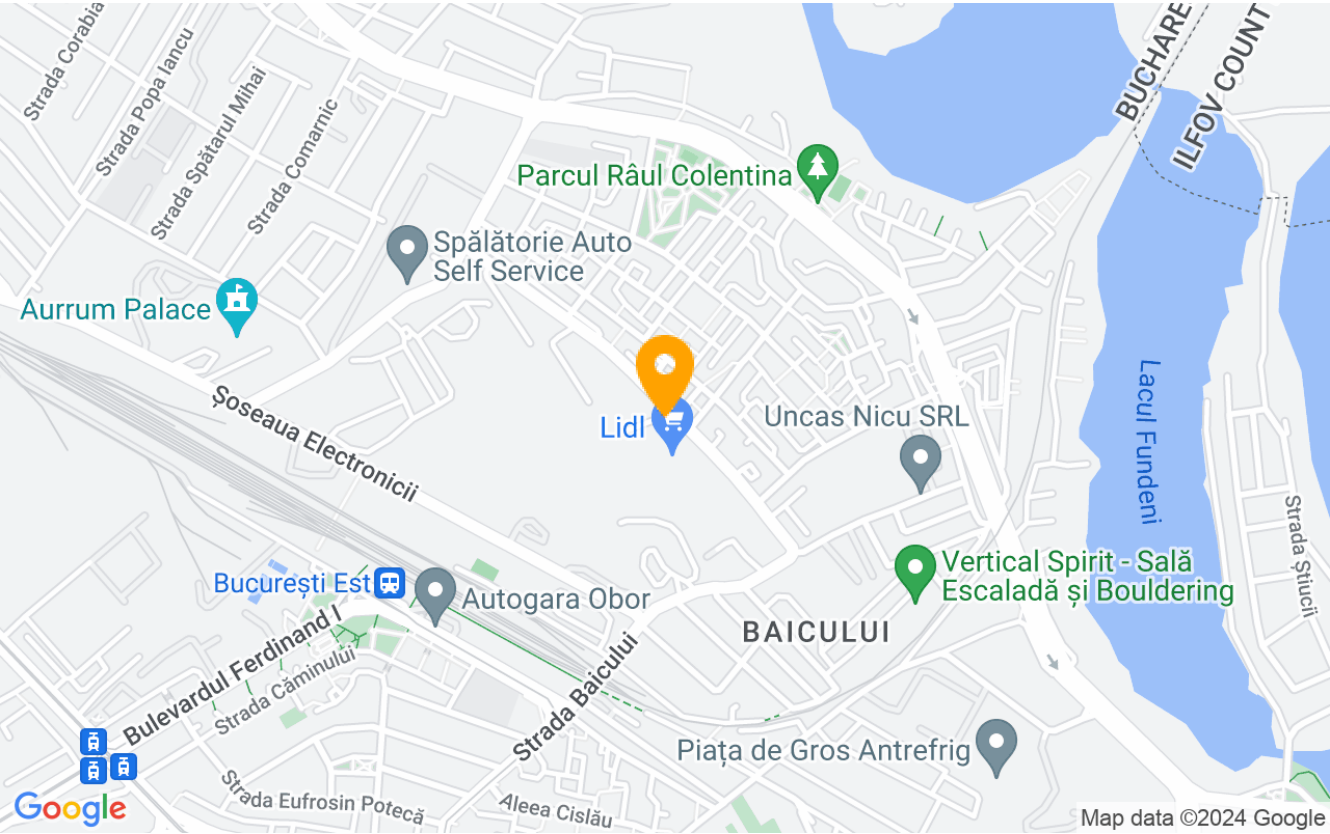 Strada Corabia
Strada Popa Iancu
Strada Spătarul Mihai
Strada Comarnic
BUCHARE
ILFOV COUNT
Parcul Râul Colentina
Spălătorie Auto
Self Service
Aurrum Palace
Șoseaua Electronicii
Lidl
Uncas Nicu SRL
Lacul Fundeni
Strada Știucii
București Est
Autogara Obor
Vertical Spirit - Sală
Escaladă și Bouldering
BAICULUI
Bulevardul Ferdinand I
Strada Căminului
Strada Baicului
Piața de Gros Antrefrig
Strada Eufrosin Potecă
Aleea Cislău
Google
Map data ©2024 Google